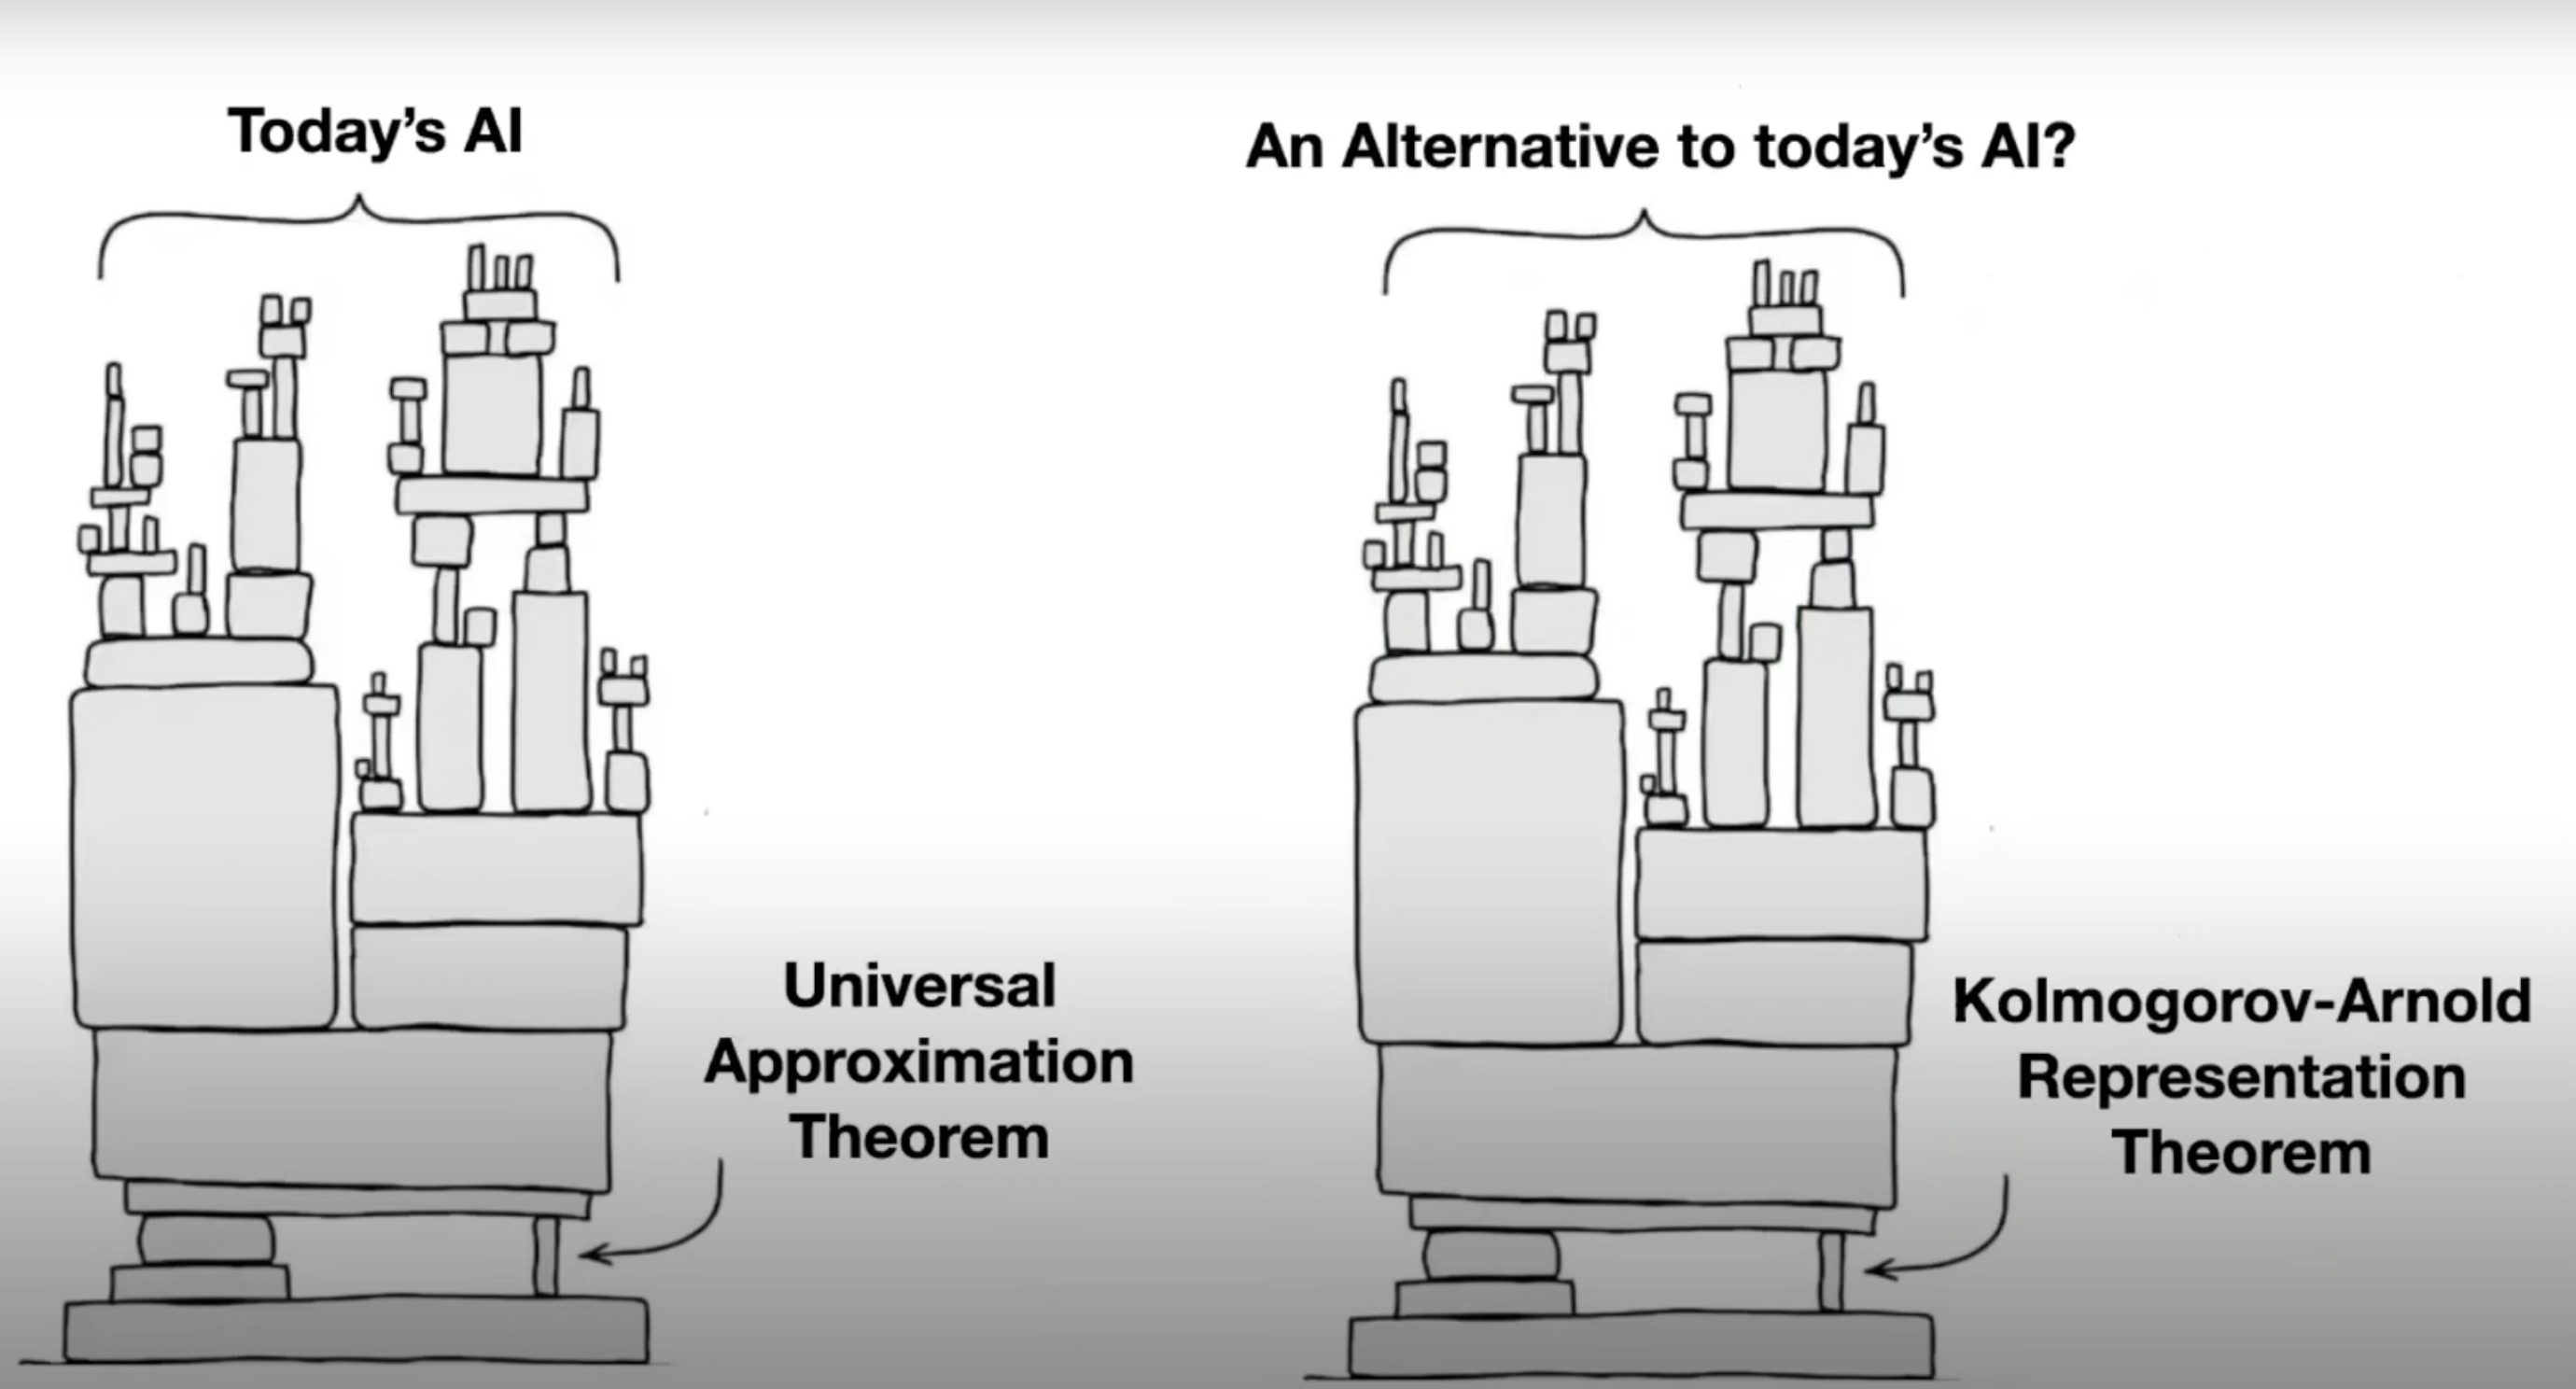 Today's AI
Universal
Approximation
Theorem
An Alternative to today's AI?
Kolmogorov-Arnold
Representation
Theorem